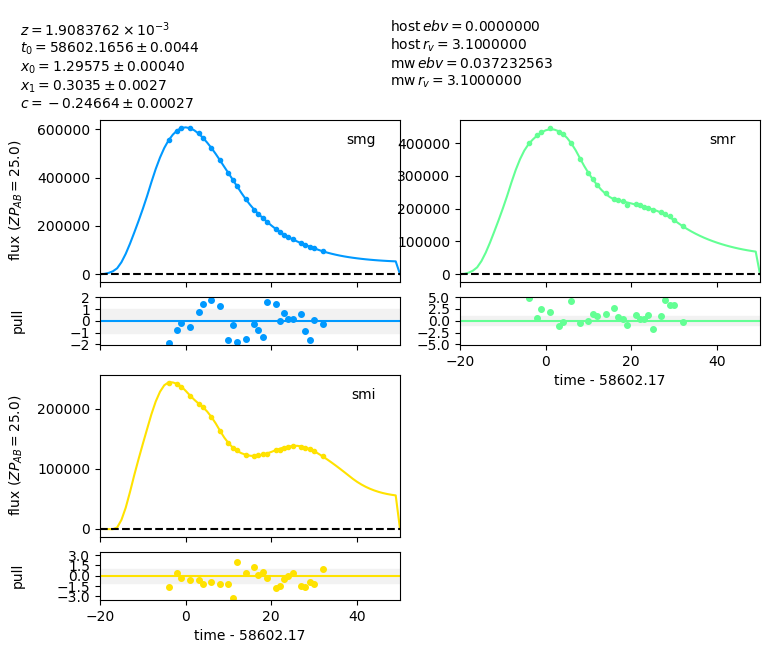 z = 1.9083762 × 10⁻³
t₀ = 58602.1656 ± 0.0044
x₀ = 1.29575 ± 0.00040
x₁ = 0.3035 ± 0.0027
c = −0.24664 ± 0.00027
host ebv = 0.0000000
host r_v = 3.1000000
mw ebv = 0.037232563
mw r_v = 3.1000000
smg
flux (ZP_AB = 25.0)
600000
400000
200000
0
smr
400000
300000
200000
100000
0
pull
2
1
0
−1
−2
5.0
2.5
0.0
−2.5
−5.0
−20
0
20
40
time - 58602.17
smi
flux (ZP_AB = 25.0)
200000
100000
0
pull
3.0
1.5
0.0
−1.5
−3.0
−20
0
20
40
time - 58602.17